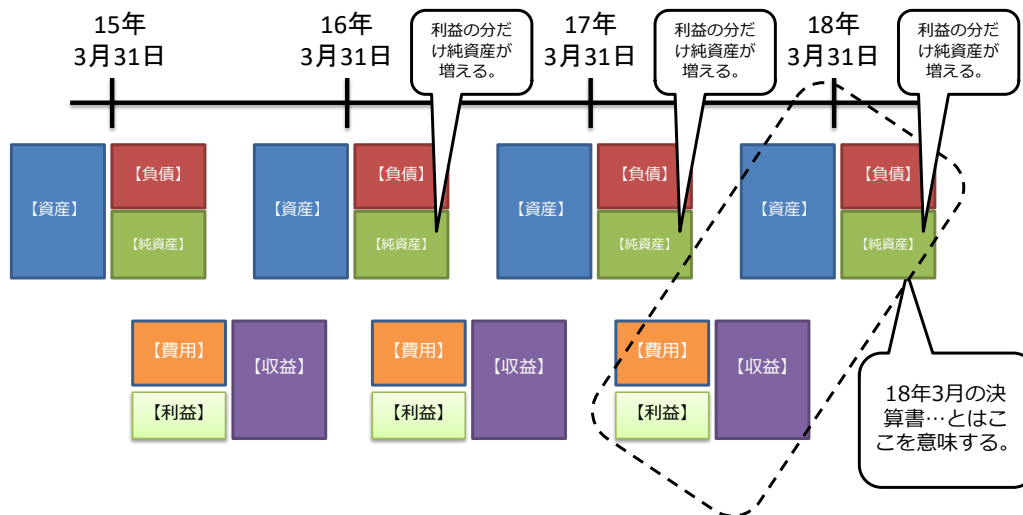 15年
3月31日
16年
3月31日
利益の分だ
け純資産が
増える。
17年
3月31日
利益の分だ
け純資産が
増える。
18年
3月31日
利益の分だ
け純資産が
増える。
【資産】
【負債】
【純資産】
【資産】
【負債】
【純資産】
【資産】
【負債】
【純資産】
【資産】
【負債】
【純資産】
【費用】
【利益】
【収益】
【費用】
【利益】
【収益】
【費用】
【利益】
【収益】
18年3月の決
算書…とはこ
こを意味する。